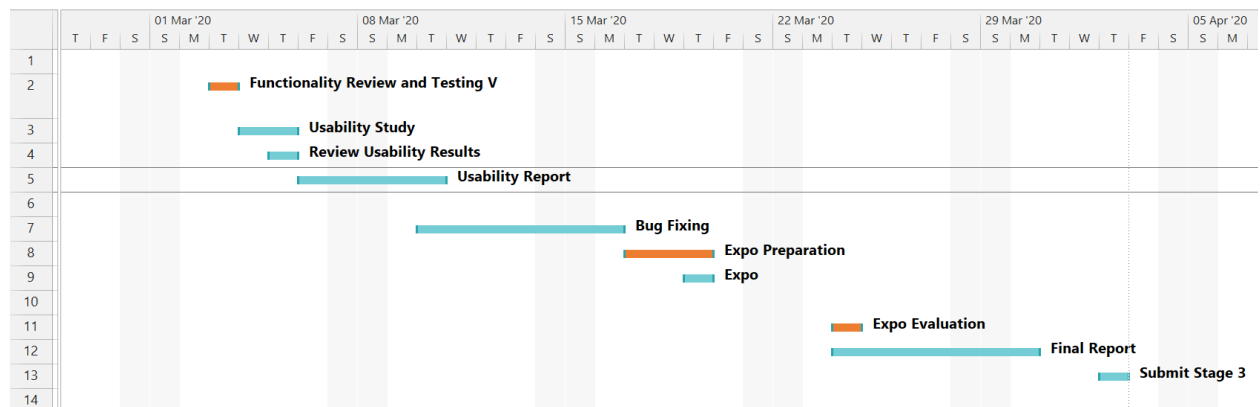 01 Mar '20 08 Mar '20 15 Mar '20 22 Mar '20 29 Mar '20 05 Apr '20
T F S S M T W T F S S M T W T F S S M T W T F S S M T W T F S S M T W T F S S M
1
2 Functionality Review and Testing V
3 Usability Study
4 Review Usability Results
5 Usability Report
6
7 Bug Fixing
8 Expo Preparation
9 Expo
10
11 Expo Evaluation
12 Final Report
13 Submit Stage 3
14